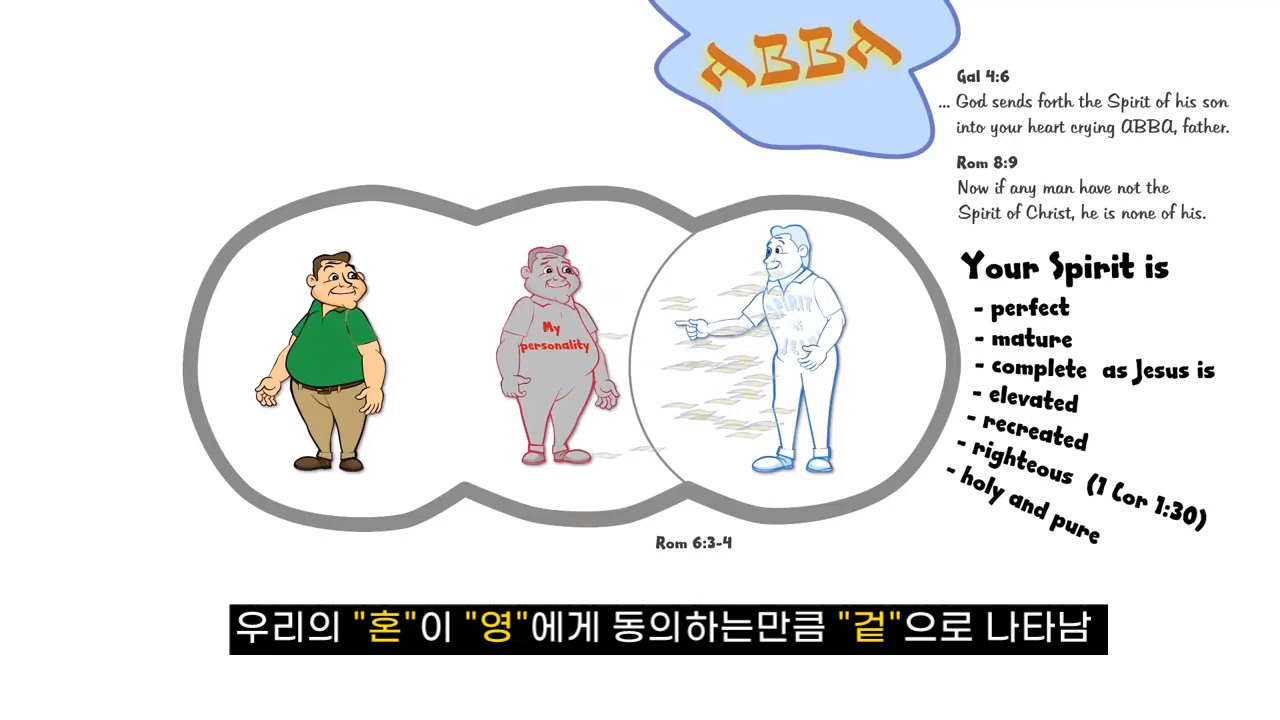 ABBA
Gal 4:6
... God sends forth the Spirit of his son
into your heart crying ABBA, father.
Rom 8:9
Now if any man have not the
Spirit of Christ, he is none of his.
My
personality
SPIRIT
of
Your Spirit is
- perfect
- mature
- complete as Jesus is
- elevated
- recreated
- righteous (1 Cor 1:30)
- holy and pure
Rom 6:3-4
우리의 "혼"이 "영"에게 동의하는만큼 "겉"으로 나타남